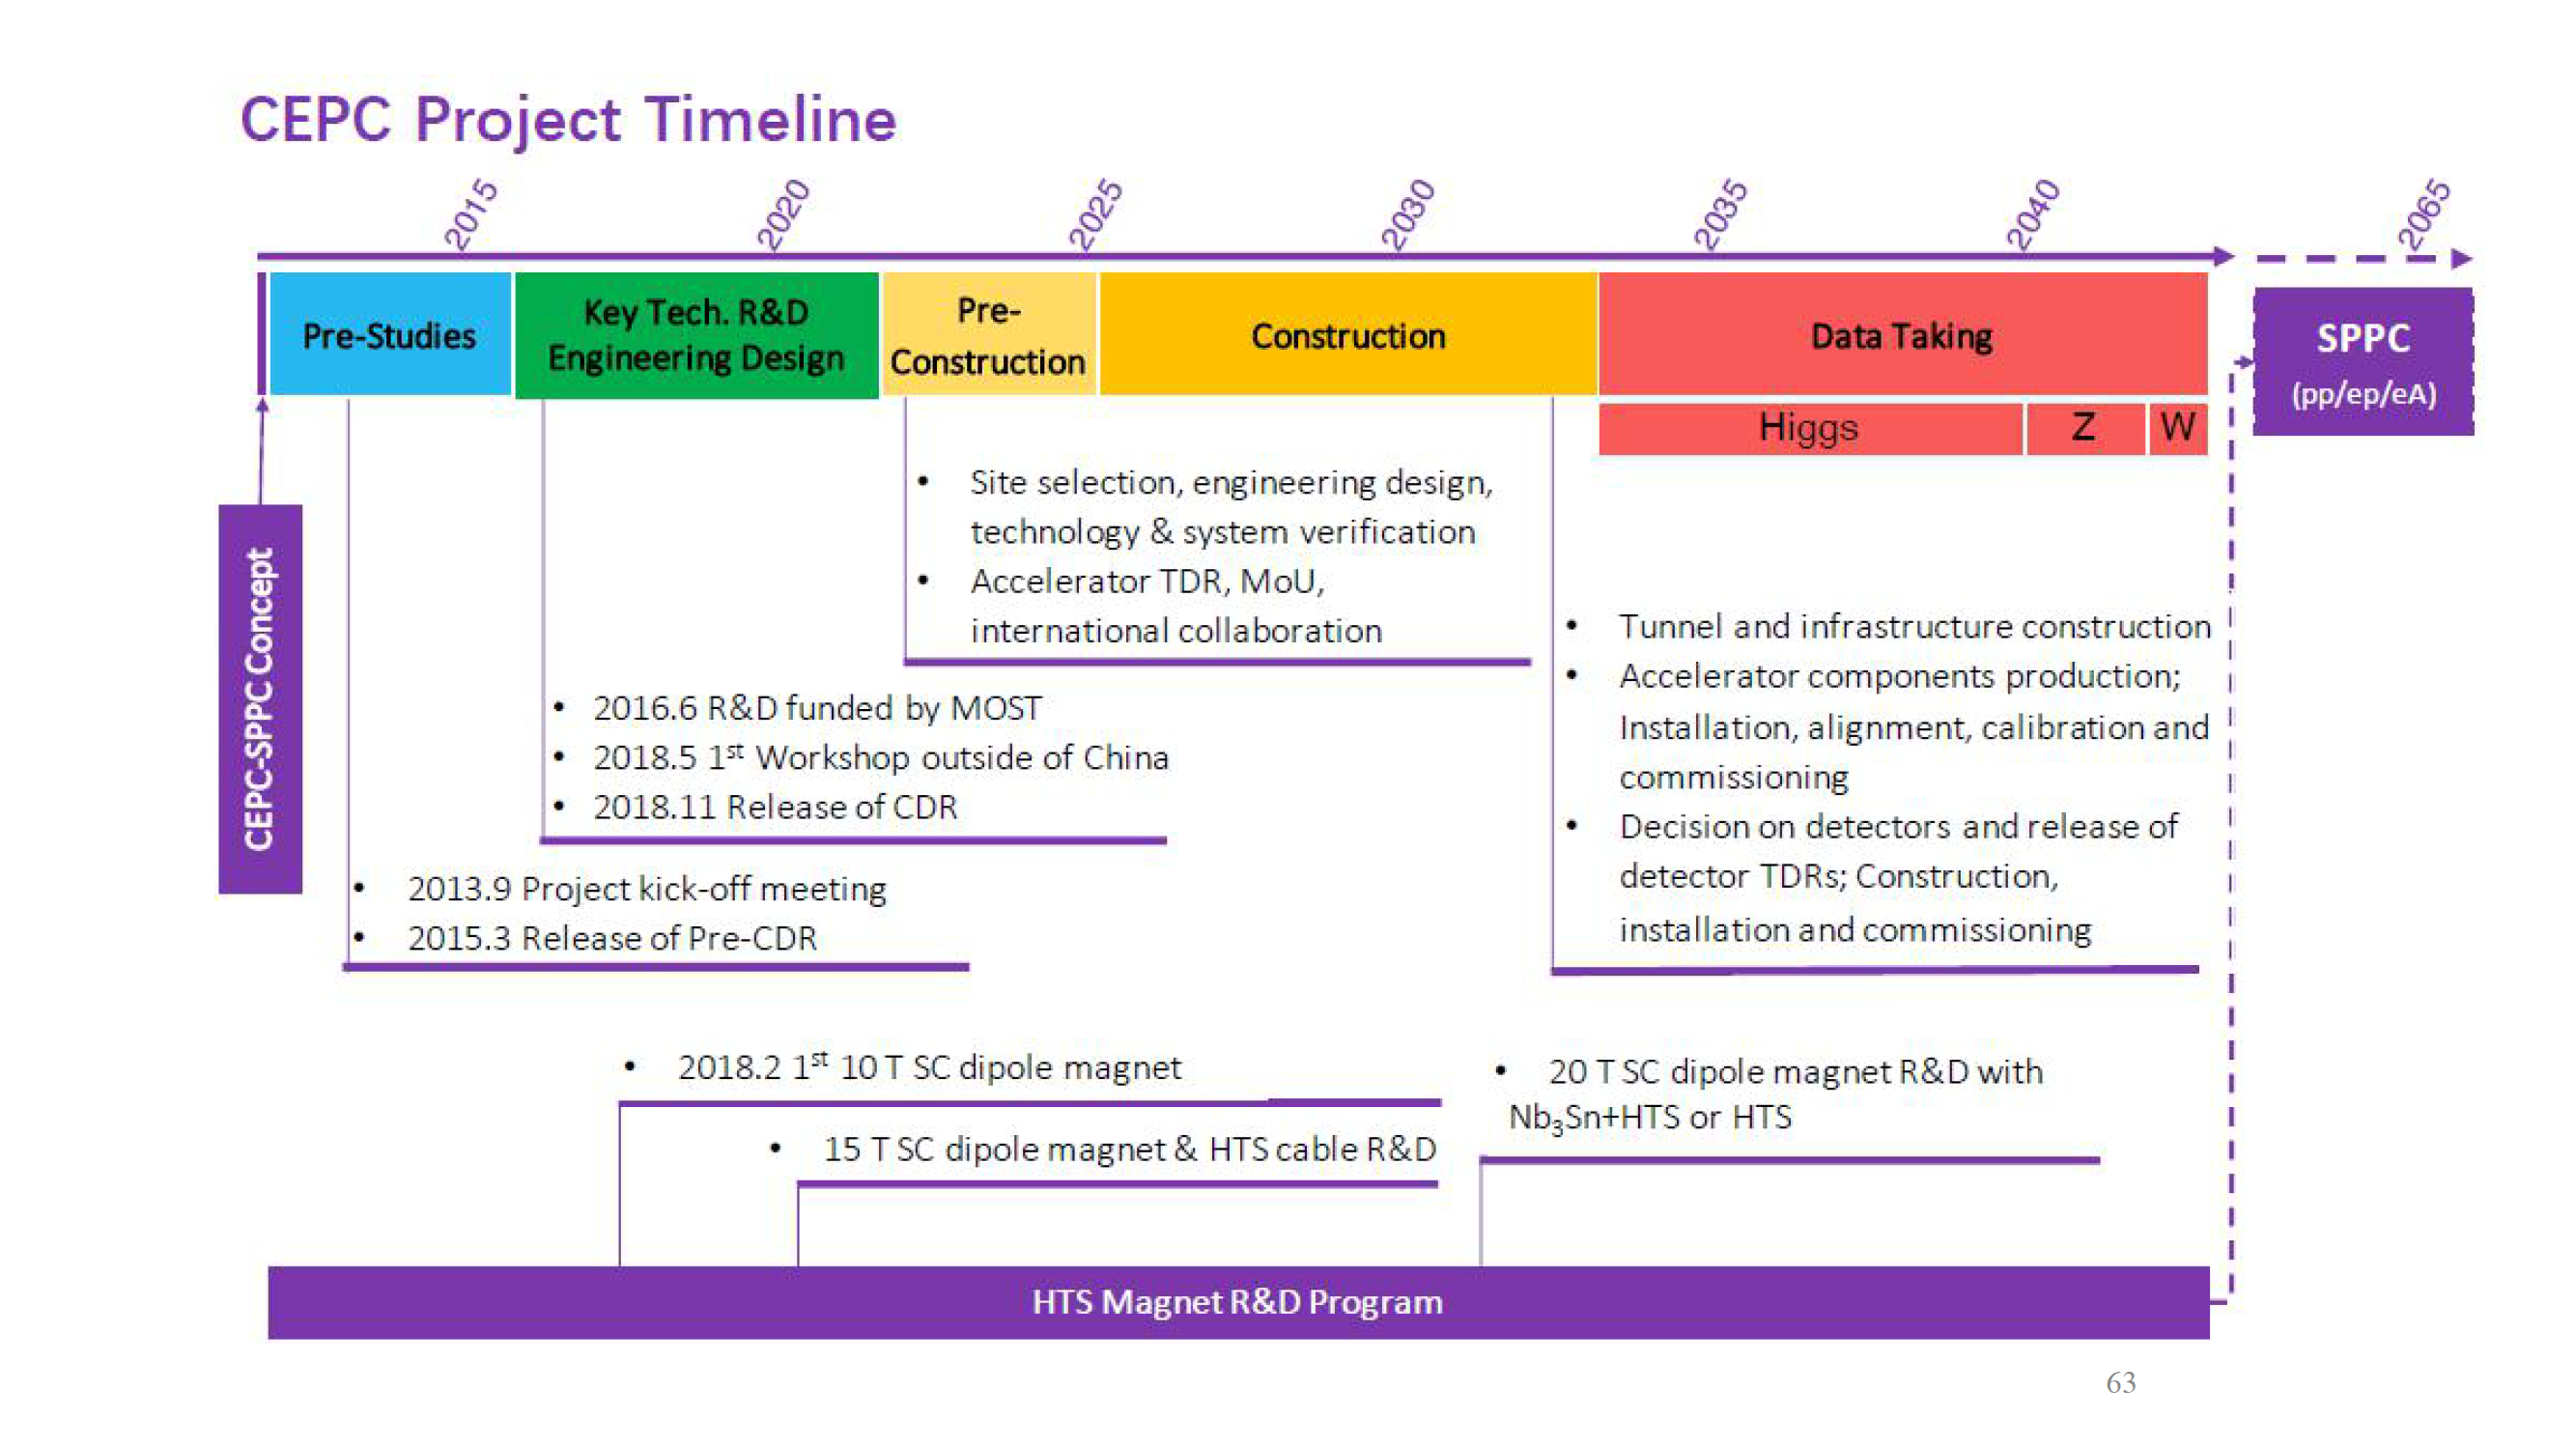 CEPC Project Timeline
2015
2020
2025
2030
2035
2040
2065
Pre-Studies
Key Tech. R&D
Engineering Design
Pre-
Construction
Construction
Data Taking
Higgs
Z
W
SPPC
(pp/ep/eA)
CEPC-SPPC Concept
• Site selection, engineering design,
technology & system verification
• Accelerator TDR, MoU,
international collaboration
• Tunnel and infrastructure construction
• Accelerator components production;
Installation, alignment, calibration and
commissioning
• Decision on detectors and release of
detector TDRs; Construction,
installation and commissioning
• 2016.6 R&D funded by MOST
• 2018.5 1st Workshop outside of China
• 2018.11 Release of CDR
• 2013.9 Project kick-off meeting
• 2015.3 Release of Pre-CDR
• 2018.2 1st 10 T SC dipole magnet
• 15 T SC dipole magnet & HTS cable R&D
• 20 T SC dipole magnet R&D with
Nb3Sn+HTS or HTS
HTS Magnet R&D Program
63